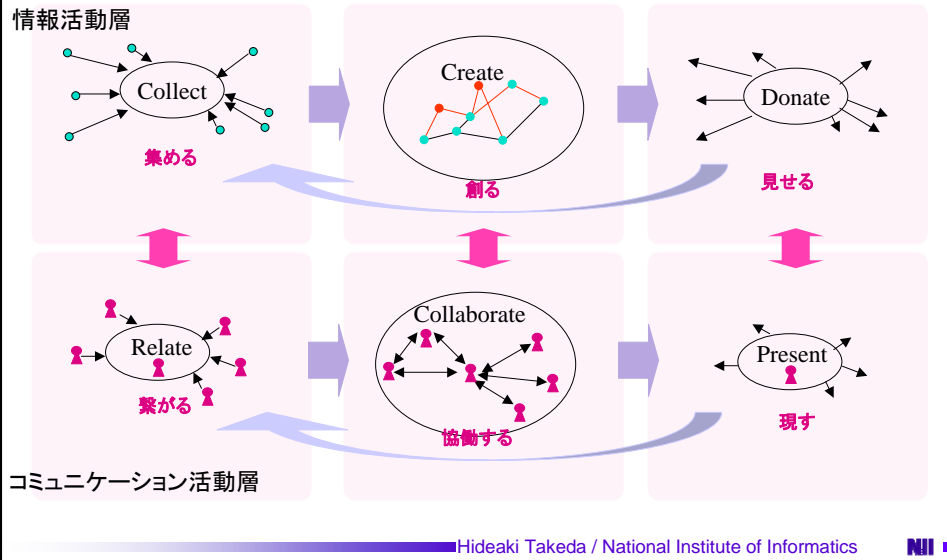 情報活動層
Collect
集める
Create
創る
Donate
見せる
Relate
繋がる
Collaborate
協働する
Present
現す
コミュニケーション活動層
Hideaki Takeda / National Institute of Informatics
NII